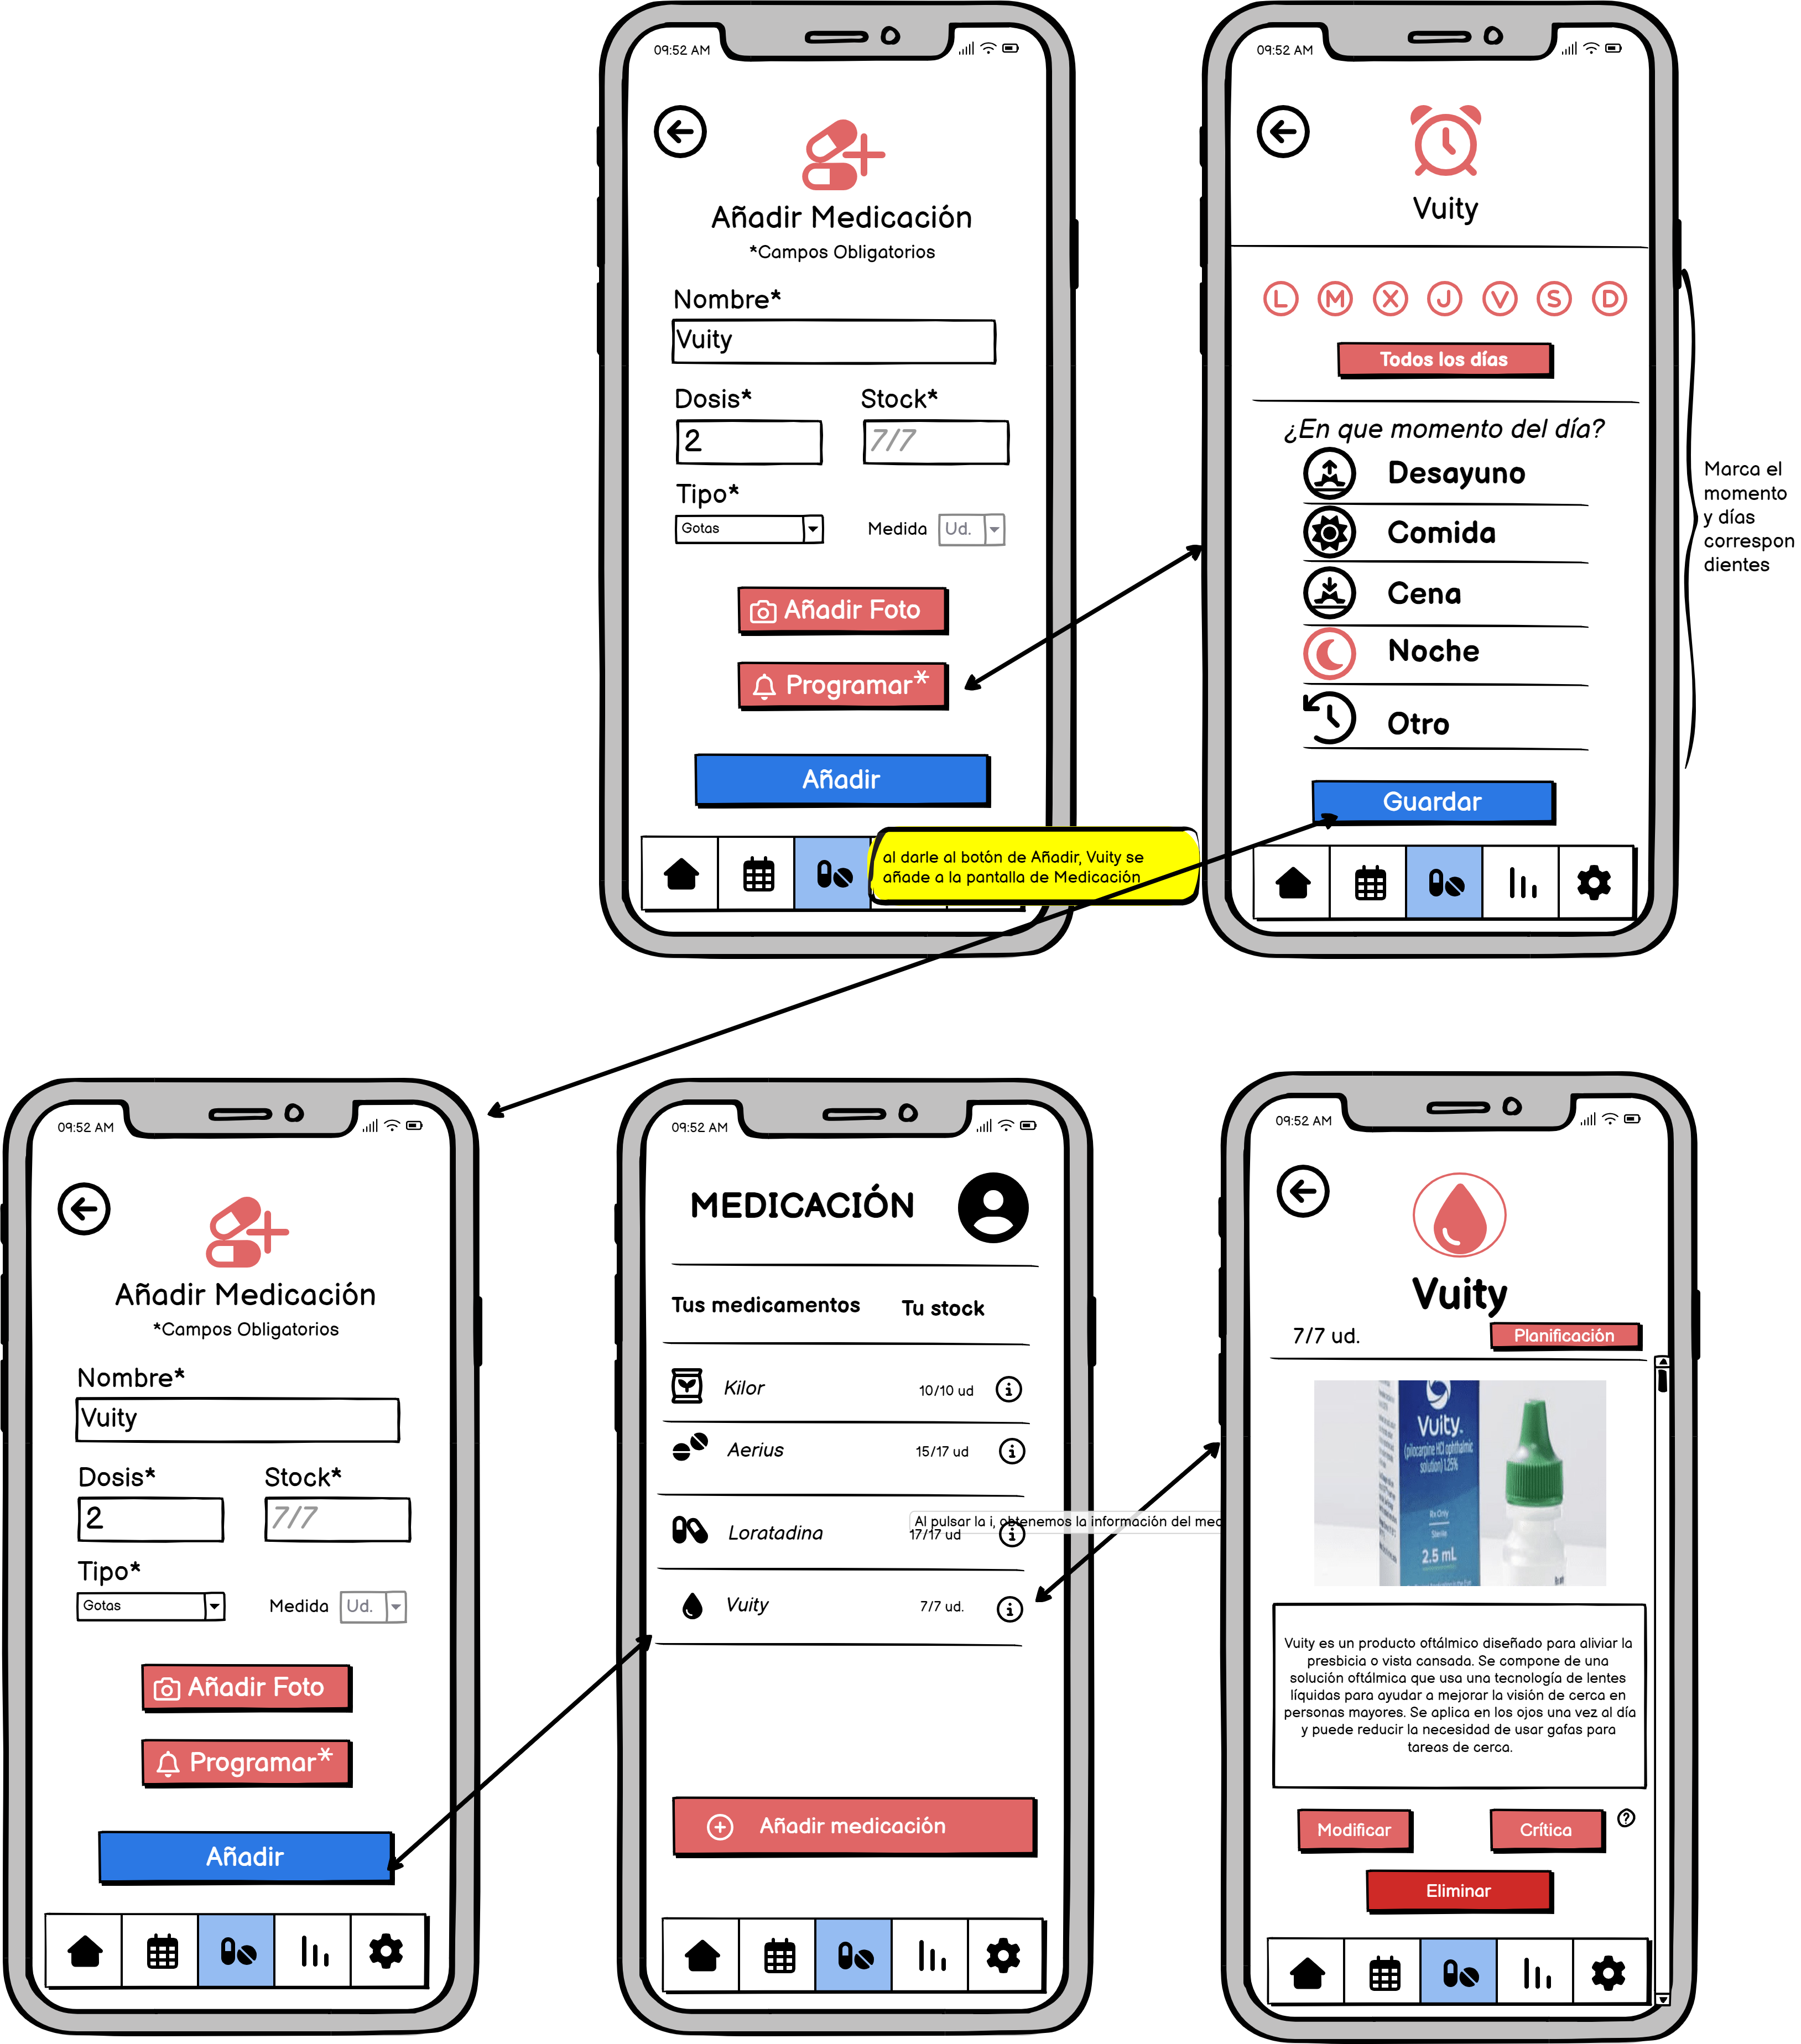 09:52 AM
Añadir Medicación
*Campos Obligatorios
Nombre*
Vuity
Dosis*
Stock*
2
7/7
Tipo*
Gotas
Medida
Ud.
Añadir Foto
Programar*
Añadir
al darle al botón de Añadir, Vuity se
añade a la pantalla de Medicación
09:52 AM
Vuity
L M X J V S D
Todos los días
¿En que momento del día?
Desayuno
Comida
Cena
Noche
Otro
Guardar
Marca el
momento
y días
correspon
dientes
09:52 AM
Añadir Medicación
*Campos Obligatorios
Nombre*
Vuity
Dosis*
Stock*
2
7/7
Tipo*
Gotas
Medida
Ud.
Añadir Foto
Programar*
Añadir
09:52 AM
MEDICACIÓN
Tus medicamentos
Tu stock
Kilor
10/10 ud
Aerius
15/17 ud
Al pulsar la i, obtenemos la información del med
Loratadina
17/17 ud
Vuity
7/7 ud.
Añadir medicación
09:52 AM
Vuity
7/7 ud.
Planificación
Vuity.
(pilocarpine HCl ophthalmic
solution) 1.25%
Rx Only
Sterile
2.5 mL
Vuity es un producto oftálmico diseñado para aliviar la
presbicia o vista cansada. Se compone de una
solución oftálmica que usa una tecnología de lentes
líquidas para ayudar a mejorar la visión de cerca en
personas mayores. Se aplica en los ojos una vez al día
y puede reducir la necesidad de usar gafas para
tareas de cerca.
Modificar
Crítica
?
Eliminar